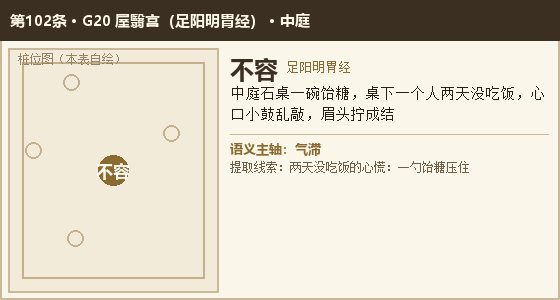 第102条・G20 屋翳宫（足阳明胃经）・中庭
桩位图（本表自绘）
不容
不容 足阳明胃经
中庭石桌一碗饴糖，桌下一个人两天没吃饭，心
口小鼓乱敲，眉头拧成结
语义主轴：气滞
提取线索：两天没吃饭的心慌：一勺饴糖压住